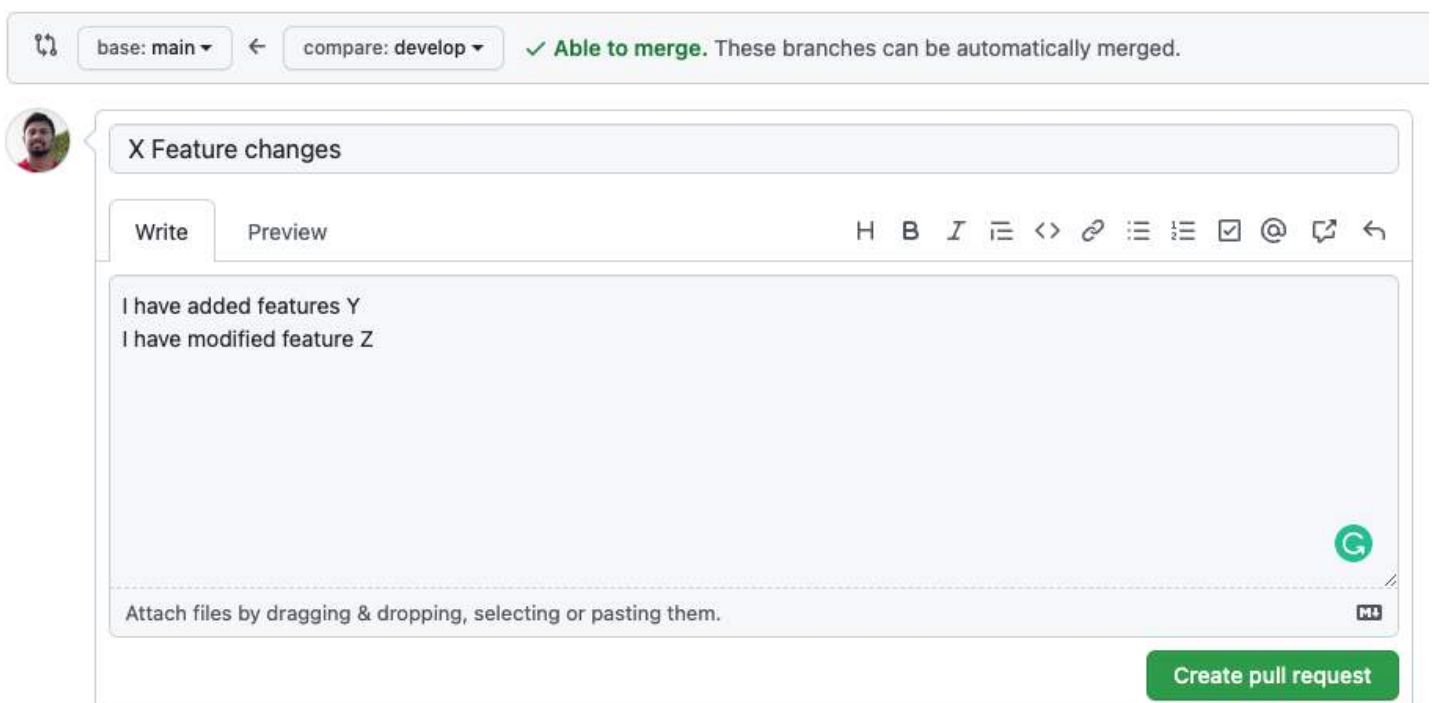 base: main compare: develop Able to merge. These branches can be automatically merged.
X Feature changes
Write Preview H B I
I have added features Y
I have modified feature Z
Attach files by dragging & dropping, selecting or pasting them.
Create pull request